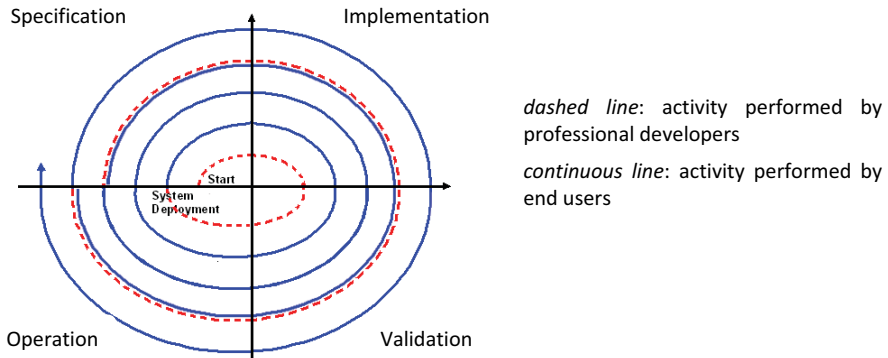 Specification
Implementation
dashed line: activity performed by
professional developers
continuous line: activity performed by
end users
Start
System
Deployment
Operation
Validation